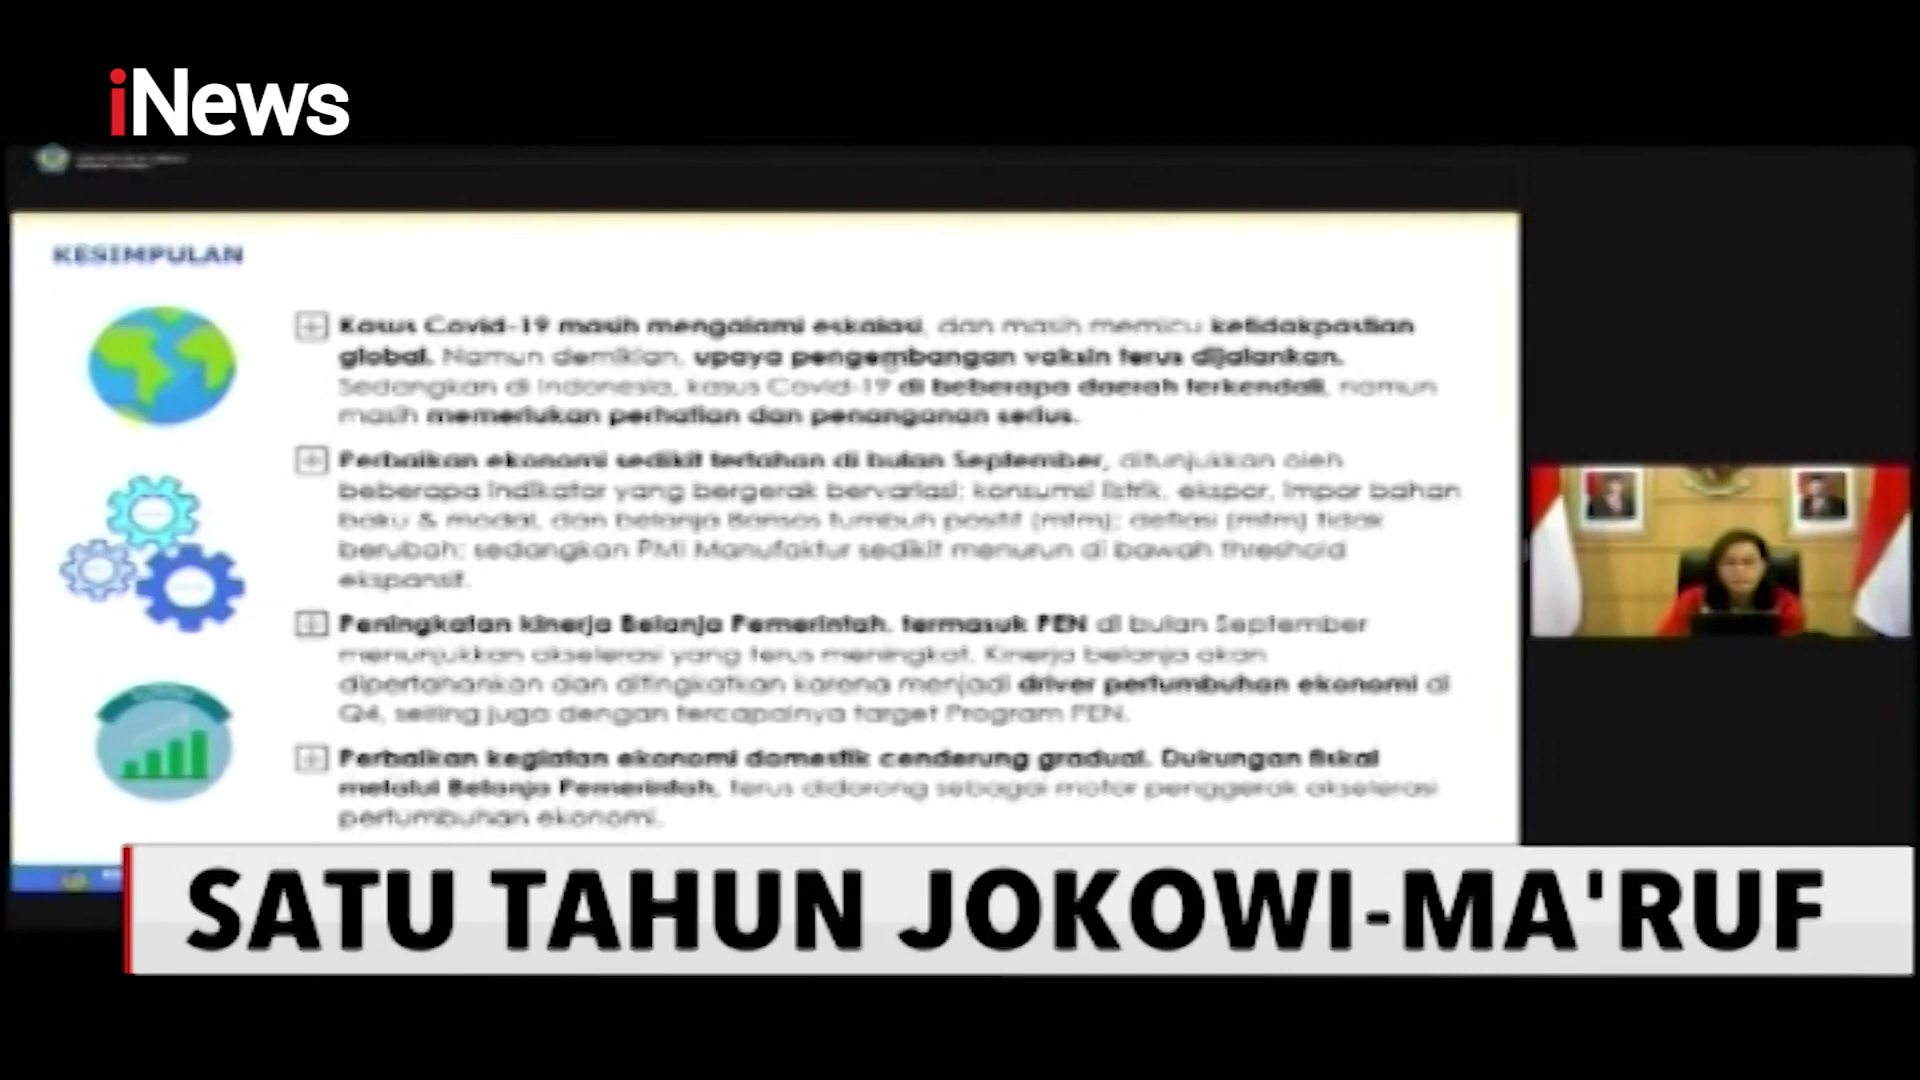 iNews
KESIMPULAN
Kasus Covid-19 masih mengalami eskalasi, dan masih memicu ketidakpastian
global. Namun demikian, upaya pengembangan vaksin terus dijalankan.
Sedangkan di Indonesia, kasus Covid-19 di beberapa daerah terkendali, namun
masih memerlukan perhatian dan penanganan serius.
Perbaikan ekonomi sedikit tertahan di bulan September, ditunjukkan oleh
beberapa indikator yang bergerak bervariasi; konsumsi listrik, ekspor, impor bahan
baku & modal, dan belanja Bansos tumbuh positif (mtm); deflasi (mtm) tidak
berubah; sedangkan PMI Manufaktur sedikit menurun di bawah threshold
ekspansif.
Peningkatan kinerja Belanja Pemerintah, termasuk PEN di bulan September
menunjukkan akselerasi yang terus meningkat. Kinerja belanja akan
dipertahankan dan ditingkatkan karena menjadi driver pertumbuhan ekonomi di
Q4, seiring juga dengan tercapainya target Program PEN.
Perbaikan kegiatan ekonomi domestik cenderung gradual. Dukungan fiskal
melalui Belanja Pemerintah, terus didorong sebagai motor penggerak akselerasi
pertumbuhan ekonomi.
SATU TAHUN JOKOWI-MA'RUF